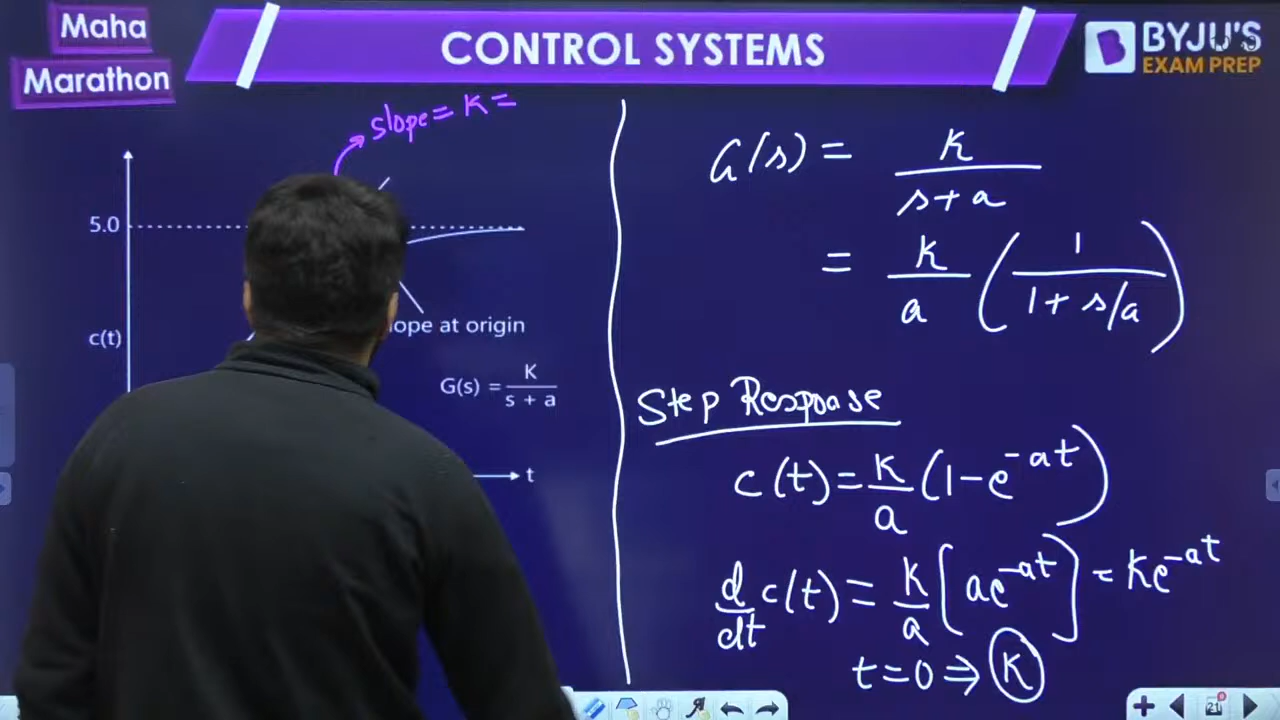 Maha
Marathon
CONTROL SYSTEMS
BYJU'S
EXAM PREP
slope = K =
5.0
c(t)
lope at origin
G(s) = K / (s + a)
t
G(s) = K / (s+a)
= K/a ( 1 / (1 + s/a) )
Step Response
c(t) = K/a (1 - e^-at)
d/dt c(t) = K/a [ae^-at] = Ke^-at
t=0 ⇒ K
21